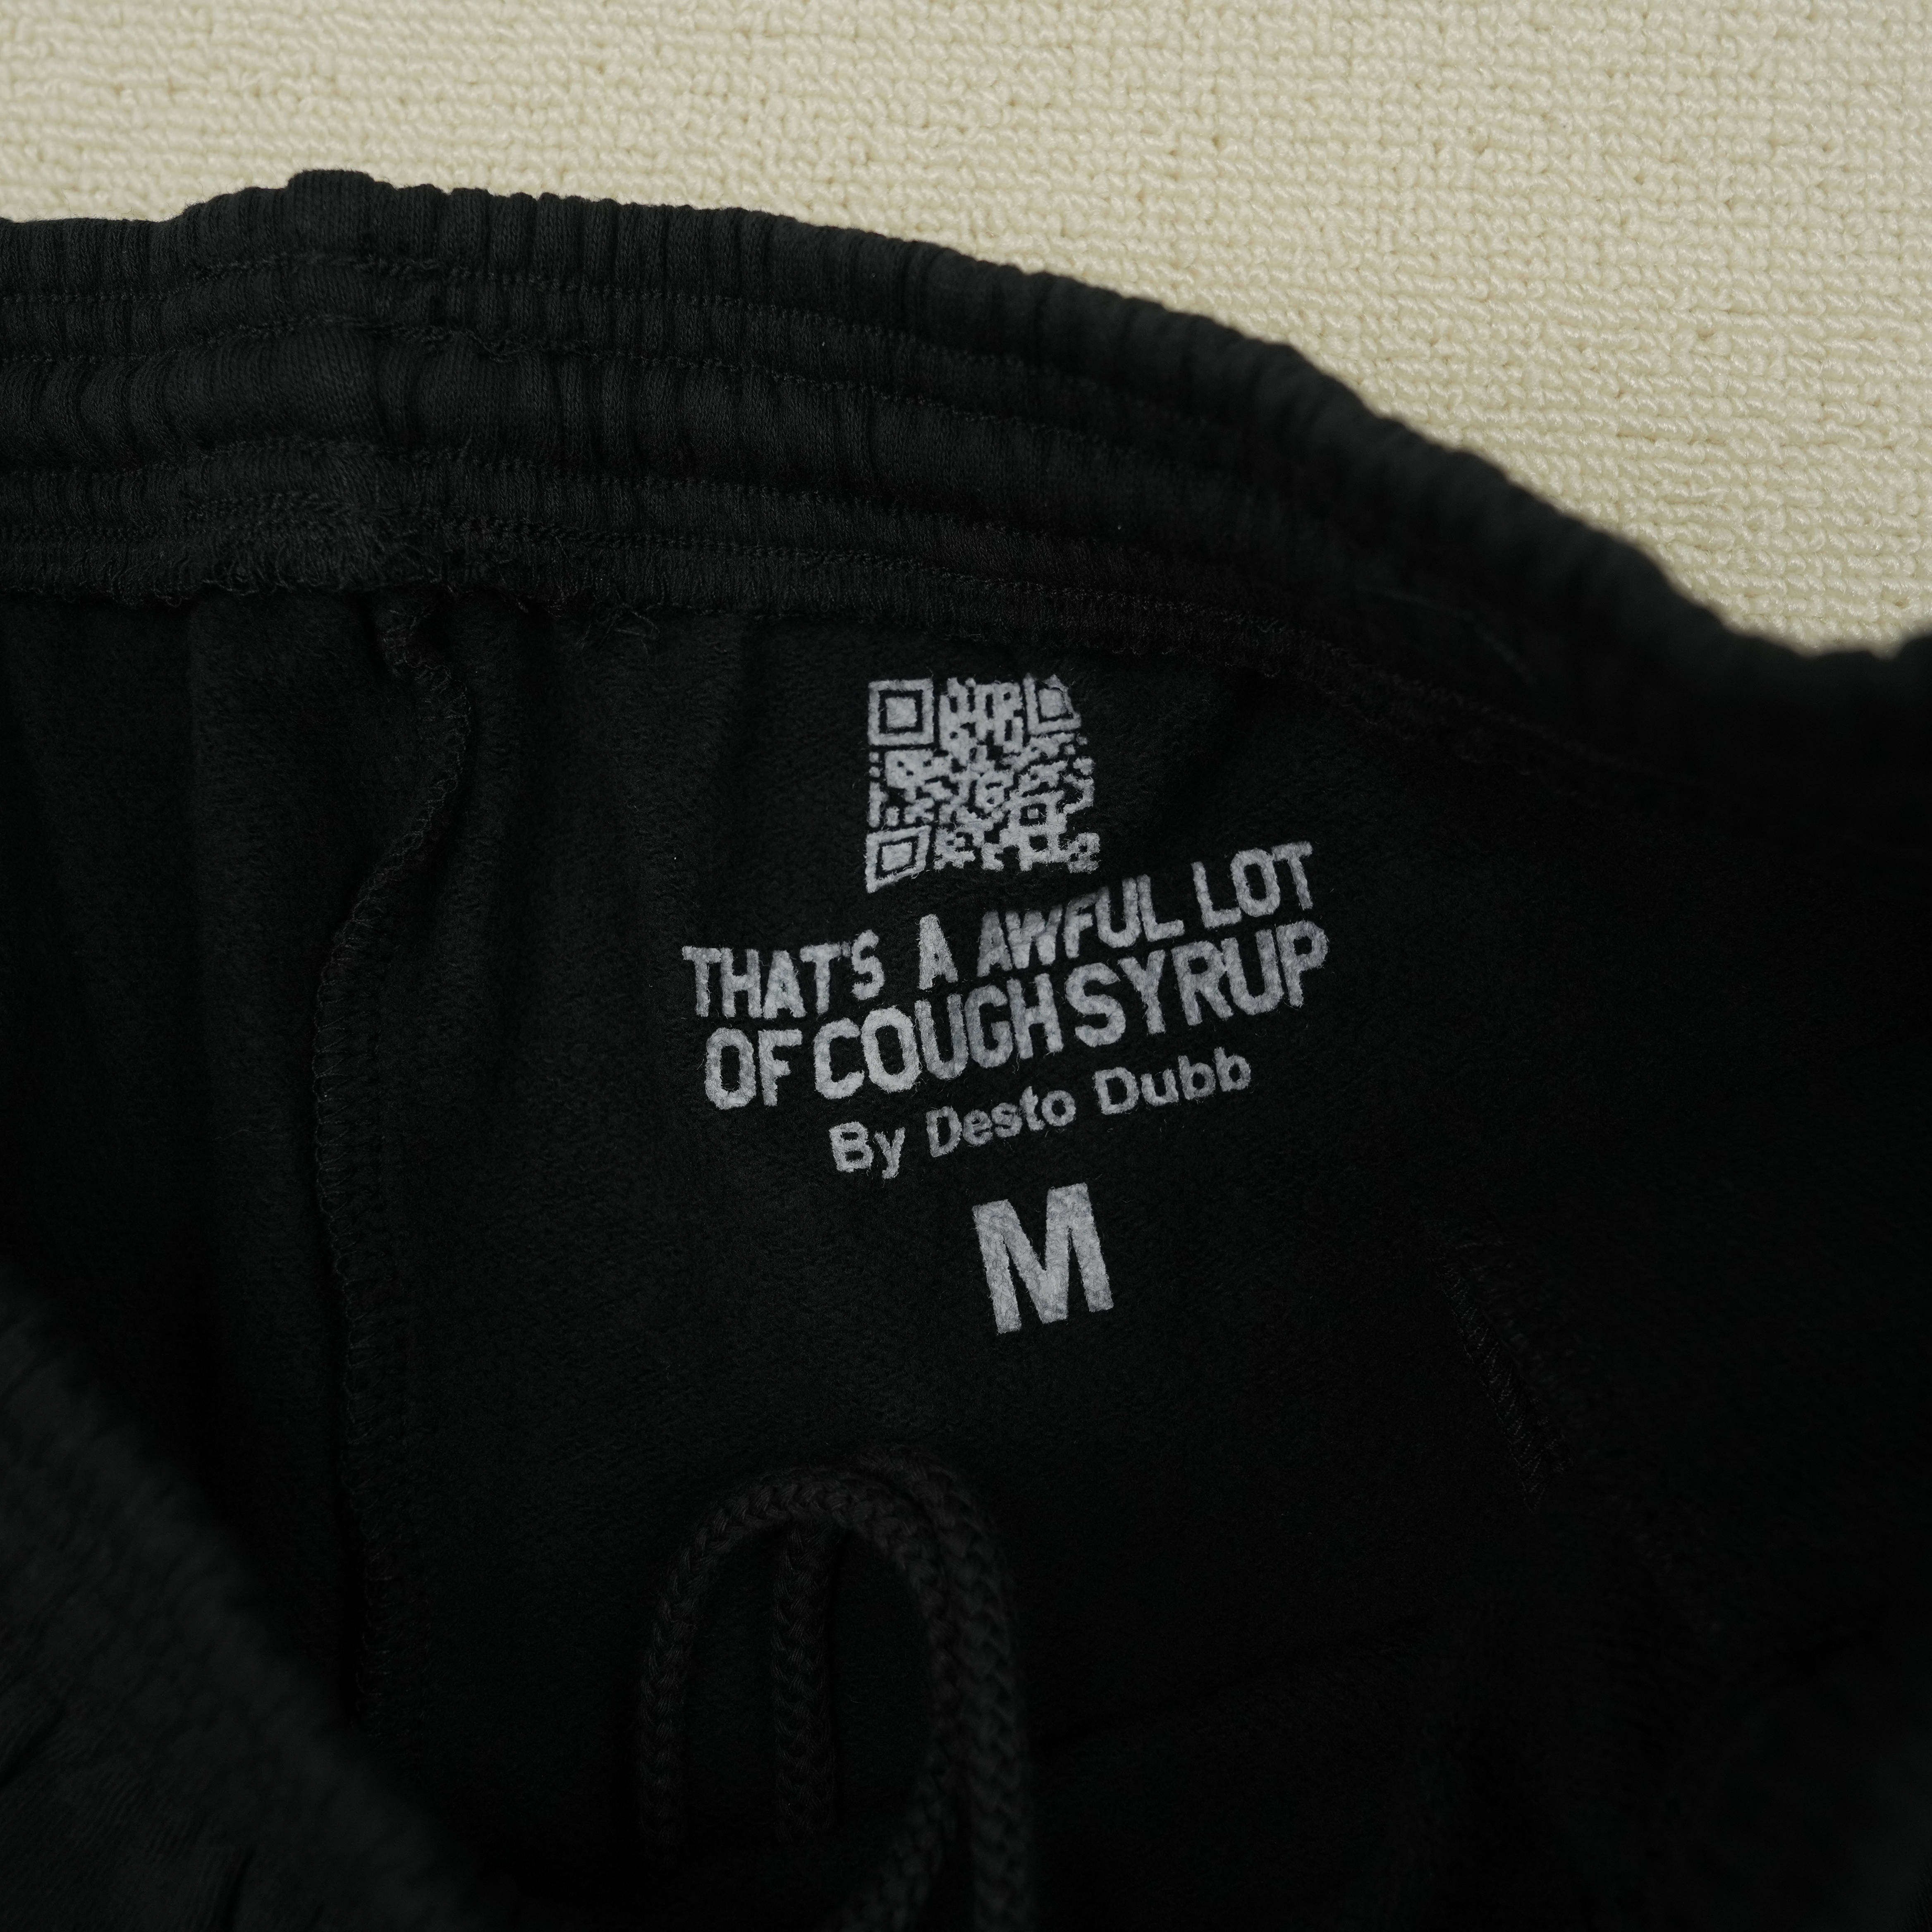 THAT'S A AWFUL LOT
OF COUGH SYRUP
By Desto Dubb
M